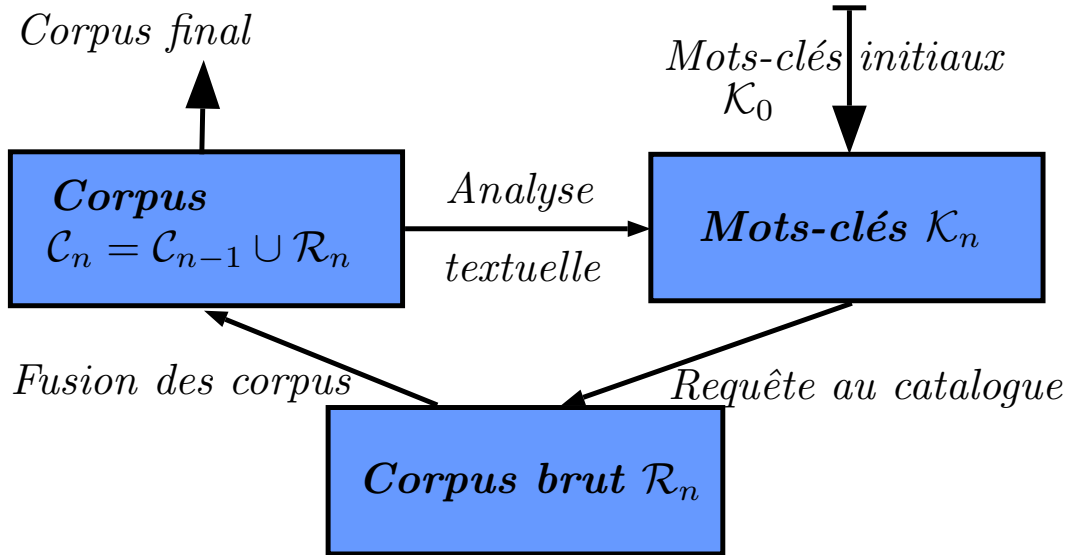 Corpus final
Mots-clés initiaux
𝒦₀
Corpus
𝒞ₙ = 𝒞ₙ₋₁ ∪ ℛₙ
Analyse
textuelle
Mots-clés 𝒦ₙ
Fusion des corpus
Requête au catalogue
Corpus brut ℛₙ